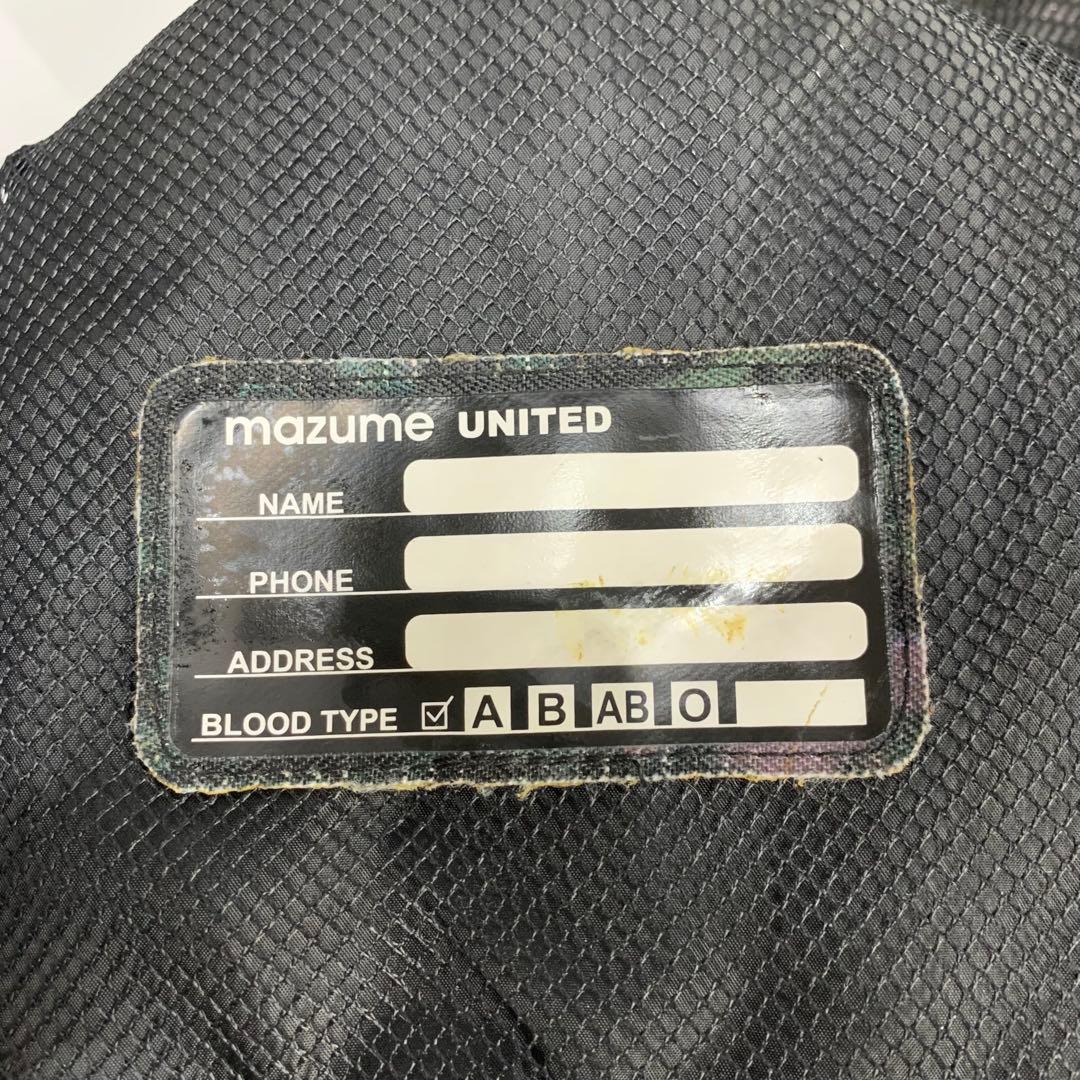 mazume UNITED
NAME
PHONE
ADDRESS
BLOOD TYPE ☑ A B AB O